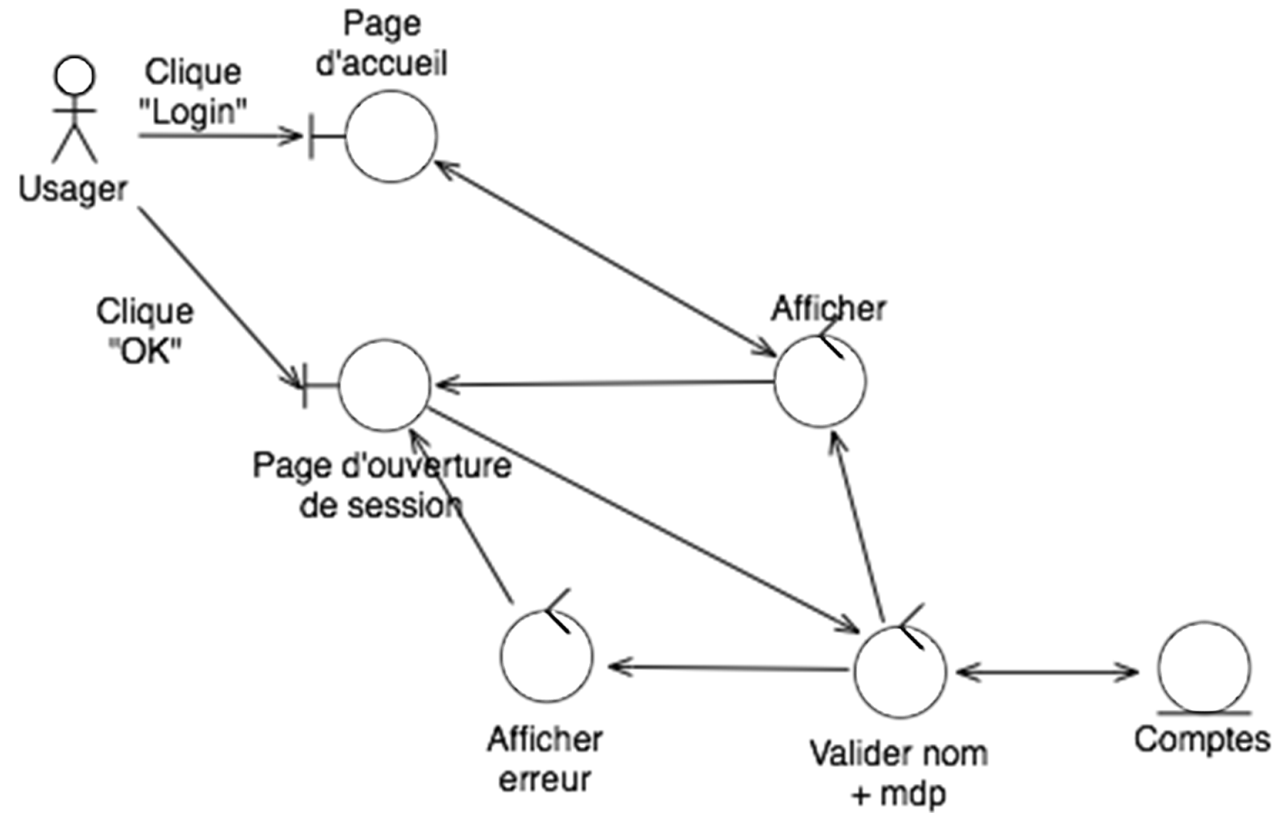 Page
d'accueil
Clique
"Login"
Usager
Clique
"OK"
Afficher
Page d'ouverture
de session
Afficher
erreur
Valider nom
+ mdp
Comptes